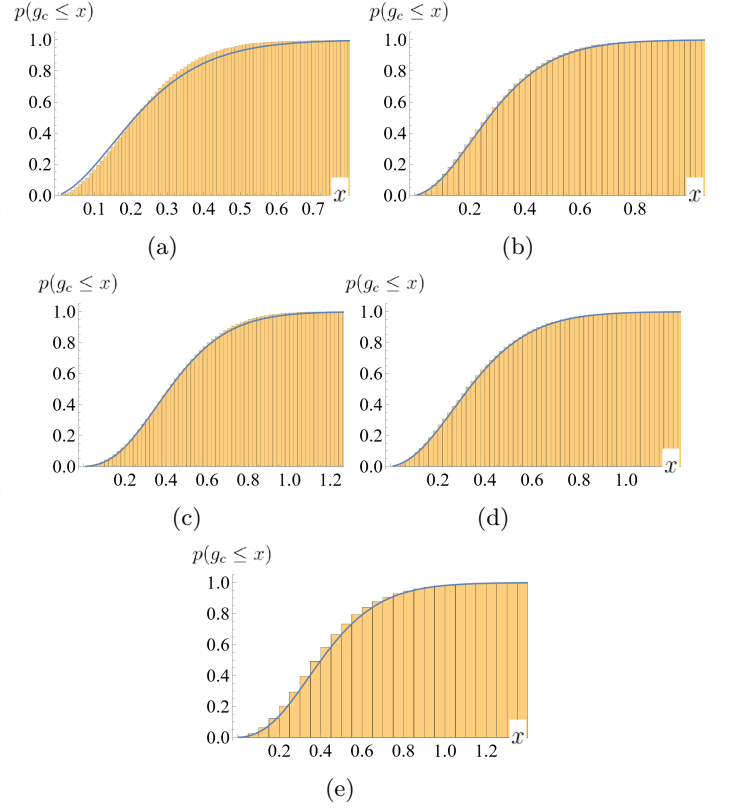 p(g_c ≤ x) p(g_c ≤ x)
1.0 1.0
0.8 0.8
0.6 0.6
0.4 0.4
0.2 0.2
0.0 x 0.0 x
0.1 0.2 0.3 0.4 0.5 0.6 0.7 0.2 0.4 0.6 0.8
(a) (b)
p(g_c ≤ x) p(g_c ≤ x)
1.0 1.0
0.8 0.8
0.6 0.6
0.4 0.4
0.2 0.2
0.0 0.0 x
0.2 0.4 0.6 0.8 1.0 1.2 0.2 0.4 0.6 0.8 1.0
(c) (d)
p(g_c ≤ x)
1.0
0.8
0.6
0.4
0.2
0.0 x
0.2 0.4 0.6 0.8 1.0 1.2
(e)